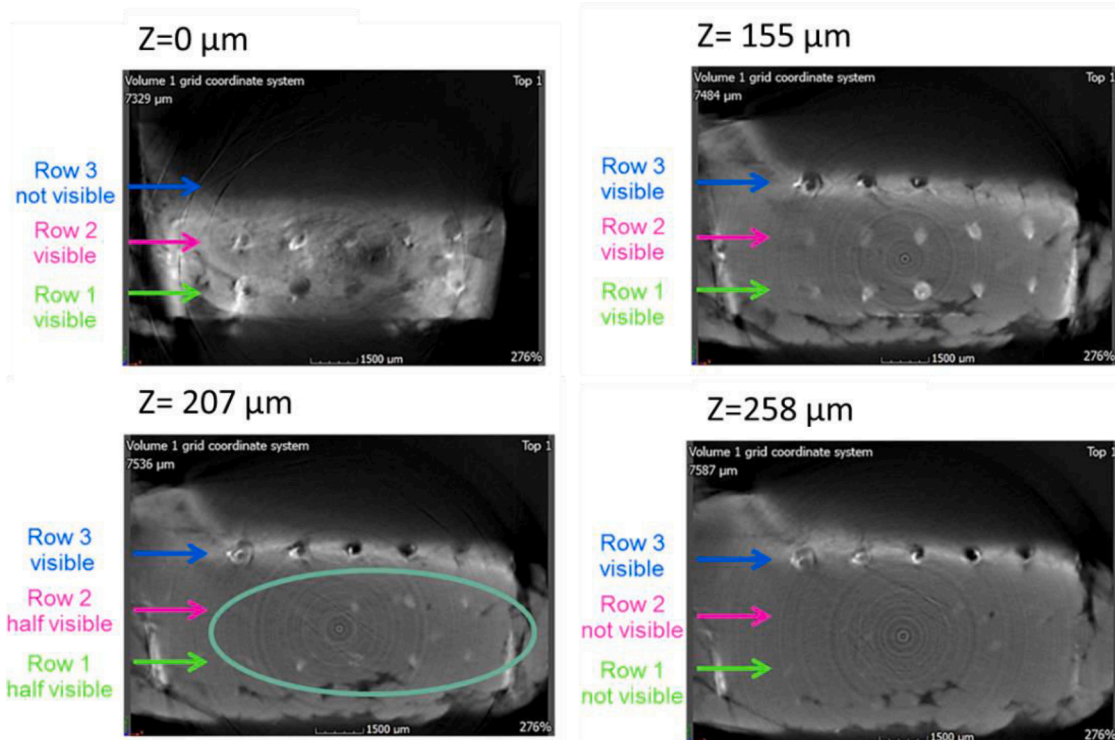 Z=0 µm
Volume 1 grid coordinate system
Top 1
7329 µm
Row 3
not visible
Row 2
visible
Row 1
visible
1500 µm
276%
Z= 155 µm
Volume 1 grid coordinate system
Top 1
7484 µm
Row 3
visible
Row 2
visible
Row 1
visible
1500 µm
276%
Z= 207 µm
Volume 1 grid coordinate system
Top 1
7536 µm
Row 3
visible
Row 2
half visible
Row 1
half visible
1500 µm
276%
Z=258 µm
Volume 1 grid coordinate system
Top 1
7587 µm
Row 3
visible
Row 2
not visible
Row 1
not visible
1500 µm
276%